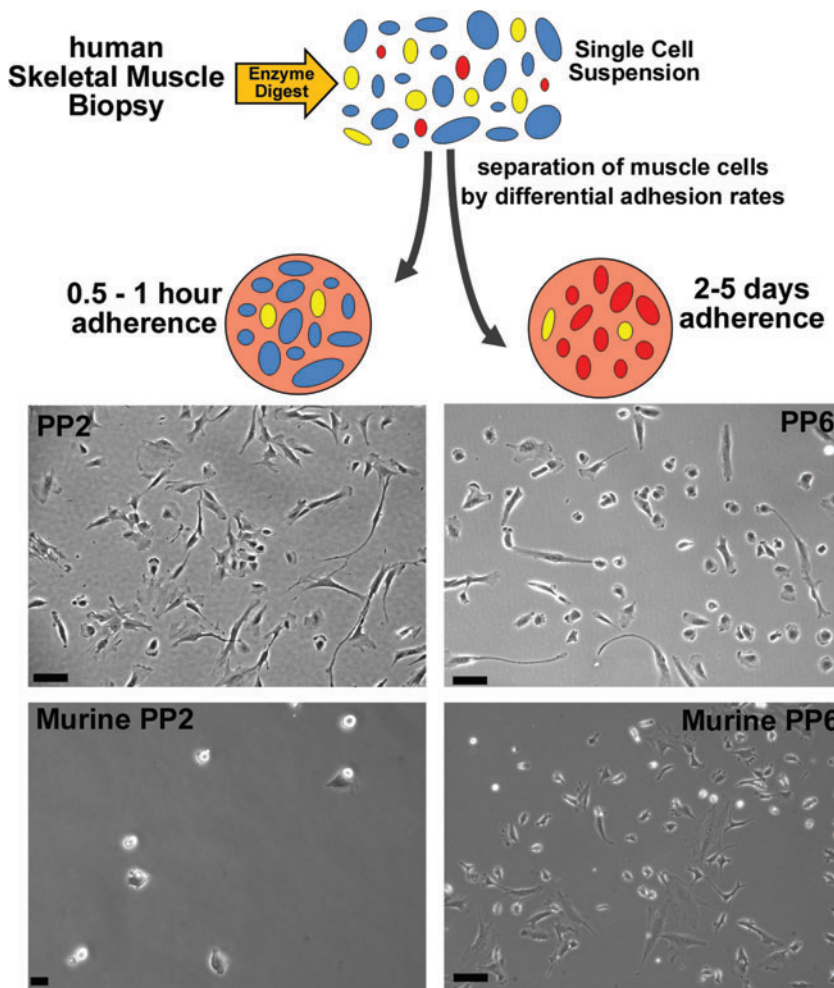 human
Skeletal Muscle
Biopsy
Enzyme
Digest
Single Cell
Suspension
separation of muscle cells
by differential adhesion rates
0.5 - 1 hour
adherence
2-5 days
adherence
PP2
PP6
Murine PP2
Murine PP6